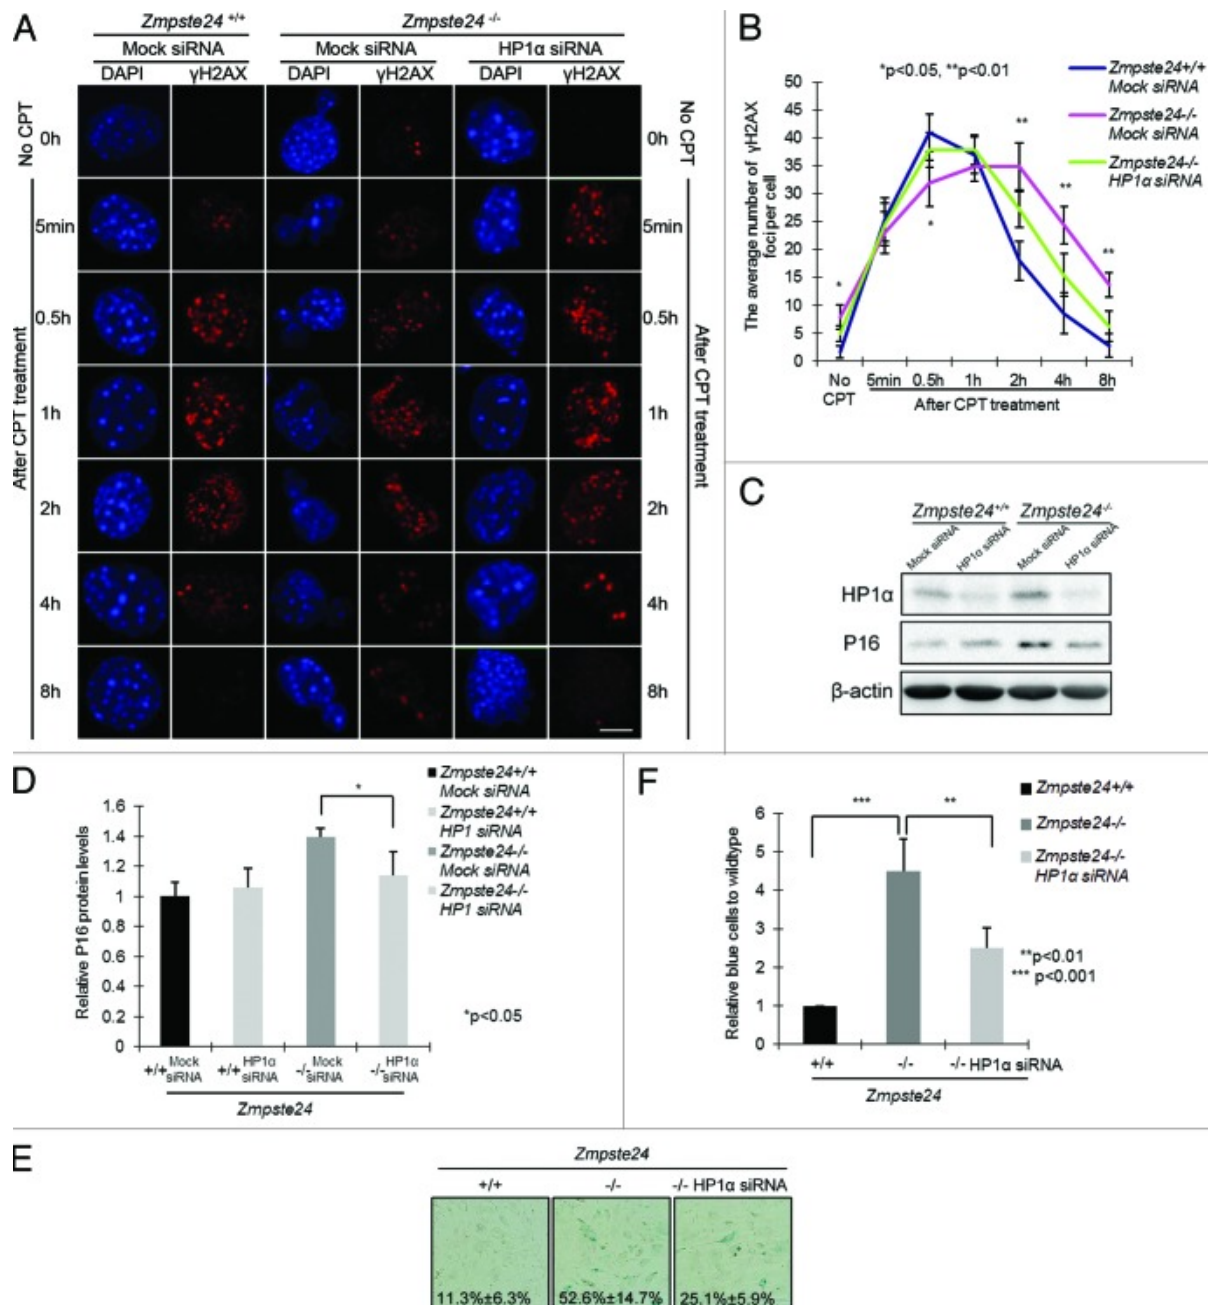 A
Zmpste24 +/+
Zmpste24 -/-
Mock siRNA
Mock siRNA
HP1α siRNA
DAPI
γH2AX
DAPI
γH2AX
DAPI
γH2AX
No CPT
0h
0h
No CPT
After CPT treatment
5min
5min
0.5h
0.5h
1h
1h
2h
2h
4h
4h
8h
8h
After CPT treatment
B
*p<0.05, **p<0.01
Zmpste24+/+
Mock siRNA
Zmpste24-/-
Mock siRNA
Zmpste24-/-
HP1α siRNA
The average number of γH2AX
foci per cell
50
45
40
35
30
25
20
15
10
5
0
*
*
**
**
**
No
CPT
5min
0.5h
1h
2h
4h
8h
After CPT treatment
C
Zmpste24+/+
Zmpste24-/-
Mock siRNA
HP1α siRNA
Mock siRNA
HP1α siRNA
HP1α
P16
β-actin
D
Zmpste24+/+
Mock siRNA
Zmpste24+/+
HP1 siRNA
Zmpste24-/-
Mock siRNA
Zmpste24-/-
HP1 siRNA
Relative P16 protein levels
1.6
1.4
1.2
1
0.8
0.6
0.4
0.2
0
*
*p<0.05
+/+ Mock siRNA
+/+ HP1α siRNA
-/- Mock siRNA
-/- HP1α siRNA
Zmpste24
F
Zmpste24+/+
Zmpste24-/-
Zmpste24-/-
HP1α siRNA
Relative blue cells to wildtype
6
5
4
3
2
1
0
***
**
**p<0.01
*** p<0.001
+/+
-/-
-/- HP1α siRNA
Zmpste24
E
Zmpste24
+/+
-/-
-/- HP1α siRNA
11.3%±6.3%
52.6%±14.7%
25.1%±5.9%